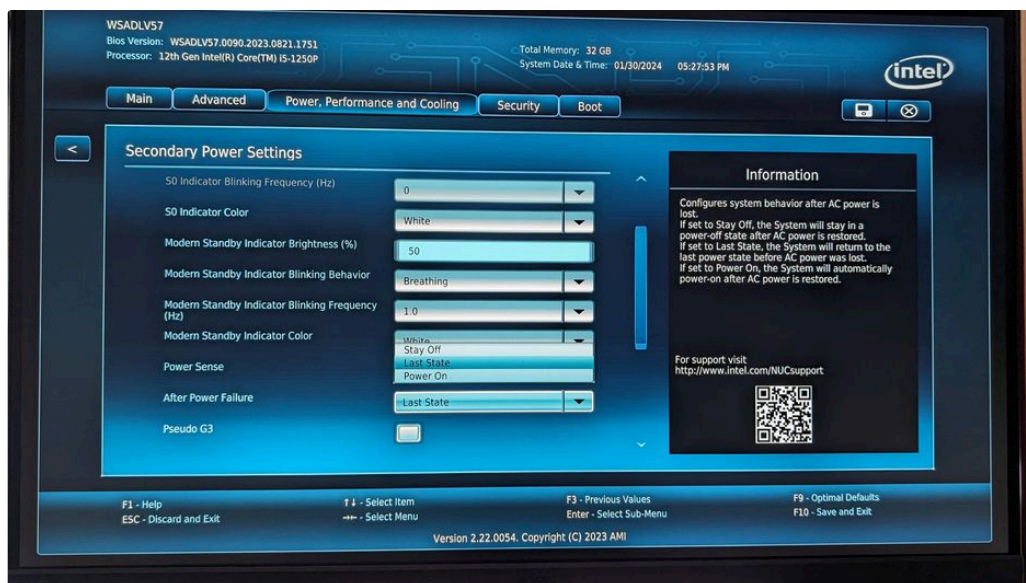 WSADLV57
Bios Version: WSADLV57.0090.2023.0821.1751
Processor: 12th Gen Intel(R) Core(TM) i5-1250P
Total Memory: 32 GB
System Date & Time: 01/30/2024 05:27:53 PM
intel
Main Advanced Power, Performance and Cooling Security Boot
<
Secondary Power Settings
S0 Indicator Blinking Frequency (Hz) 0
S0 Indicator Color White
Modern Standby Indicator Brightness (%) 50
Modern Standby Indicator Blinking Behavior Breathing
Modern Standby Indicator Blinking Frequency
(Hz) 1.0
Modern Standby Indicator Color White
Stay Off
Last State
Power On
Power Sense
After Power Failure Last State
Pseudo G3
Information
Configures system behavior after AC power is
lost.
If set to Stay Off, the System will stay in a
power-off state after AC power is restored.
If set to Last State, the System will return to the
last power state before AC power was lost.
If set to Power On, the System will automatically
power-on after AC power is restored.
For support visit
http://www.intel.com/NUCsupport
F1 - Help
ESC - Discard and Exit
↑↓ - Select Item
→← - Select Menu
F3 - Previous Values
Enter - Select Sub-Menu
F9 - Optimal Defaults
F10 - Save and Exit
Version 2.22.0054. Copyright (C) 2023 AMI